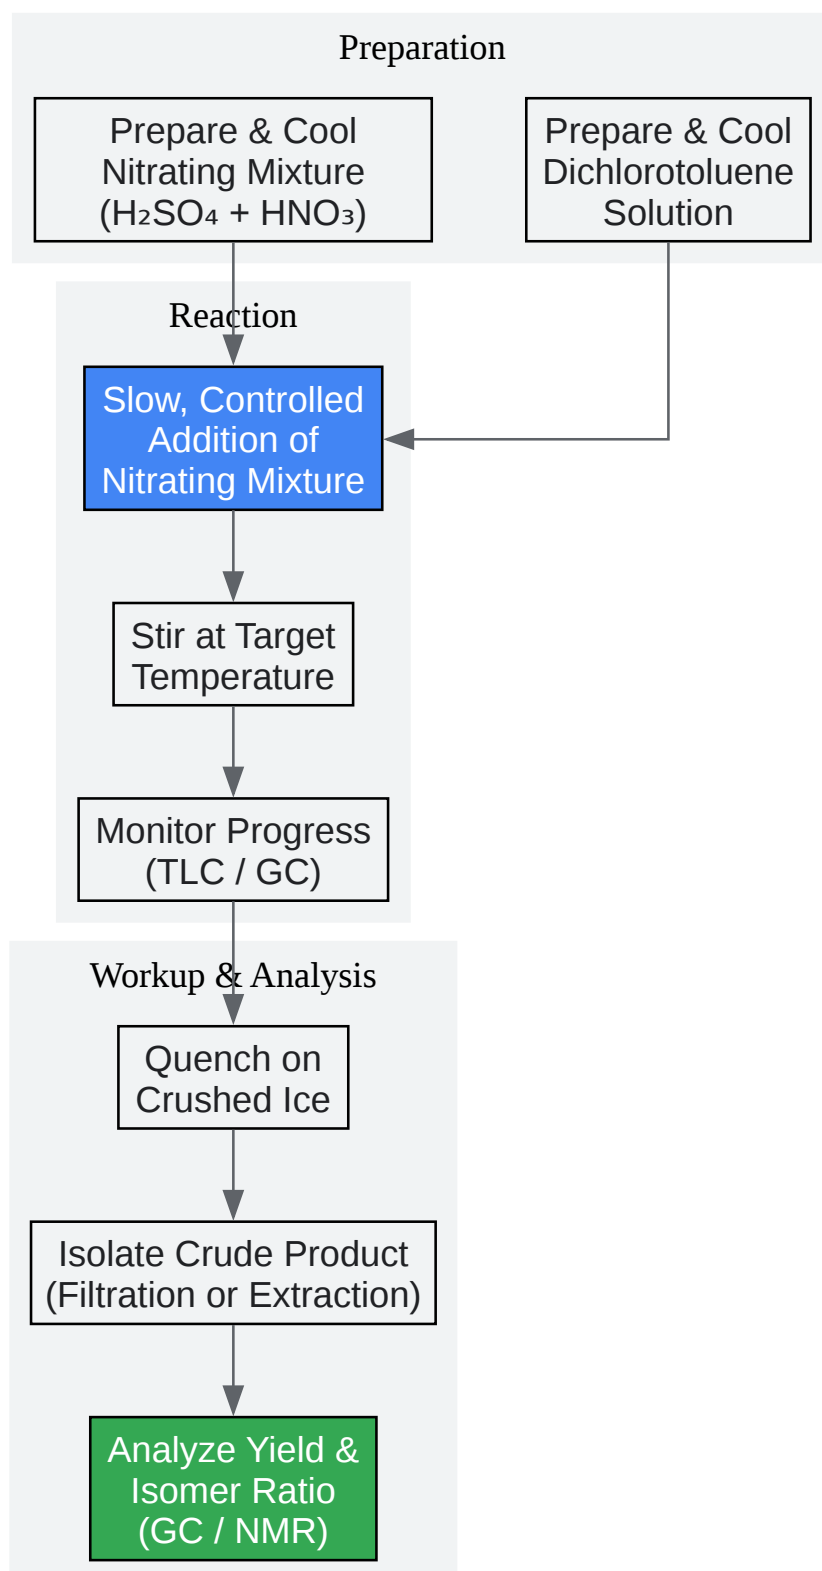 Preparation
Prepare & Cool
Nitrating Mixture
(H₂SO₄ + HNO₃)
Prepare & Cool
Dichlorotoluene
Solution
Reaction
Slow, Controlled
Addition of
Nitrating Mixture
Stir at Target
Temperature
Monitor Progress
(TLC / GC)
Workup & Analysis
Quench on
Crushed Ice
Isolate Crude Product
(Filtration or Extraction)
Analyze Yield &
Isomer Ratio
(GC / NMR)